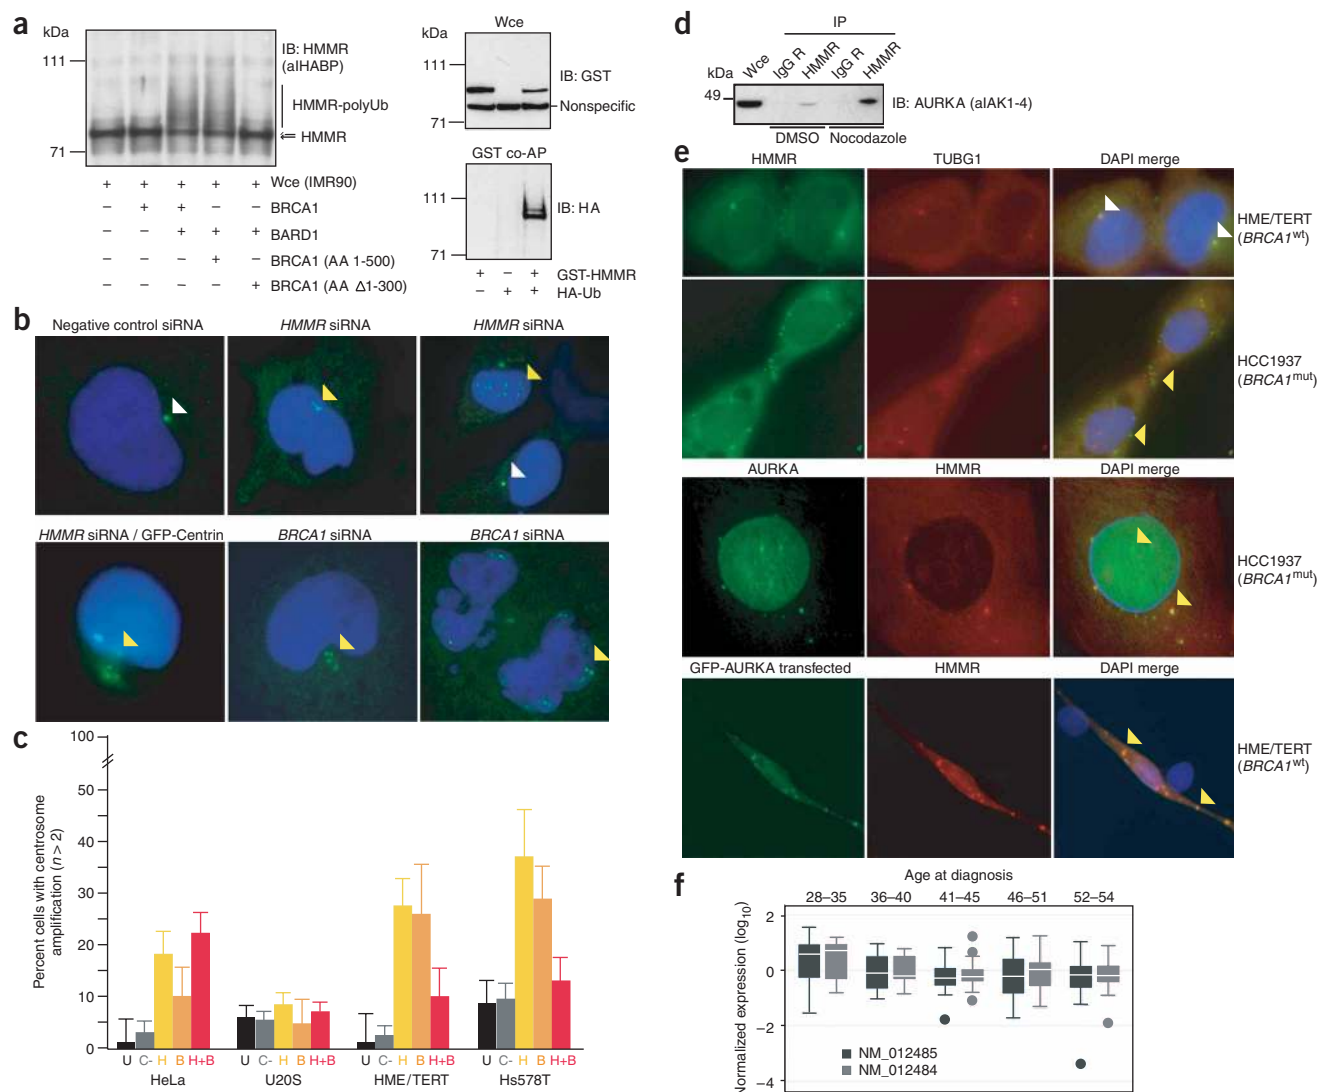 a
kDa
111
71
IB: HMMR
(aIHABP)
HMMR-polyUb
HMMR
+ + + + + Wce (IMR90)
– + + – – BRCA1
– – + + + BARD1
– – – + – BRCA1 (AA 1-500)
– – – – + BRCA1 (AA Δ1-300)
Wce
kDa
111
71
IB: GST
Nonspecific
GST co-AP
111
71
IB: HA
+ – + GST-HMMR
– + + HA-Ub
b
Negative control siRNA
HMMR siRNA
HMMR siRNA
HMMR siRNA / GFP-Centrin
BRCA1 siRNA
BRCA1 siRNA
c
Percent cells with centrosome
amplification (n > 2)
100
50
40
30
20
10
0
U C- H B H+B
U C- H B H+B
U C- H B H+B
U C- H B H+B
HeLa
U20S
HME/TERT
Hs578T
d
IP
Wce
IgG R
HMMR
IgG R
HMMR
kDa
49
IB: AURKA (aIAK1-4)
DMSO
Nocodazole
e
HMMR
TUBG1
DAPI merge
HME/TERT
(BRCA1wt)
HCC1937
(BRCA1mut)
AURKA
HMMR
DAPI merge
HCC1937
(BRCA1mut)
GFP-AURKA transfected
HMMR
DAPI merge
HME/TERT
(BRCA1wt)
f
Age at diagnosis
28–35 36–40 41–45 46–51 52–54
Normalized expression (log10)
2
0
–2
–4
NM_012485
NM_012484